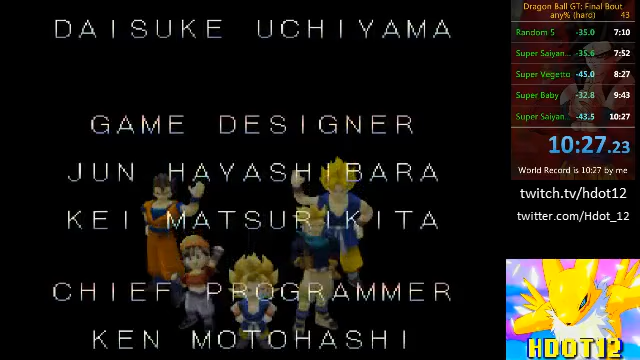 DAISUKE UCHIYAMA
GAME DESIGNER
JUN HAYASHIBARA
KEI MATSURIKITA
CHIEF PROGRAMMER
KEN MOTOHASHI
Dragon Ball GT: Final Bout
any% (hard) 43
Random 5 -35.0 7:10
Super Saiyan... -35.6 7:52
Super Vegetto -45.0 8:27
Super Baby -32.8 9:43
Super Saiyan... -43.5 10:27
10:27.23
World Record is 10:27 by me
twitch.tv/hdot12
twitter.com/Hdot_12
HDOT12